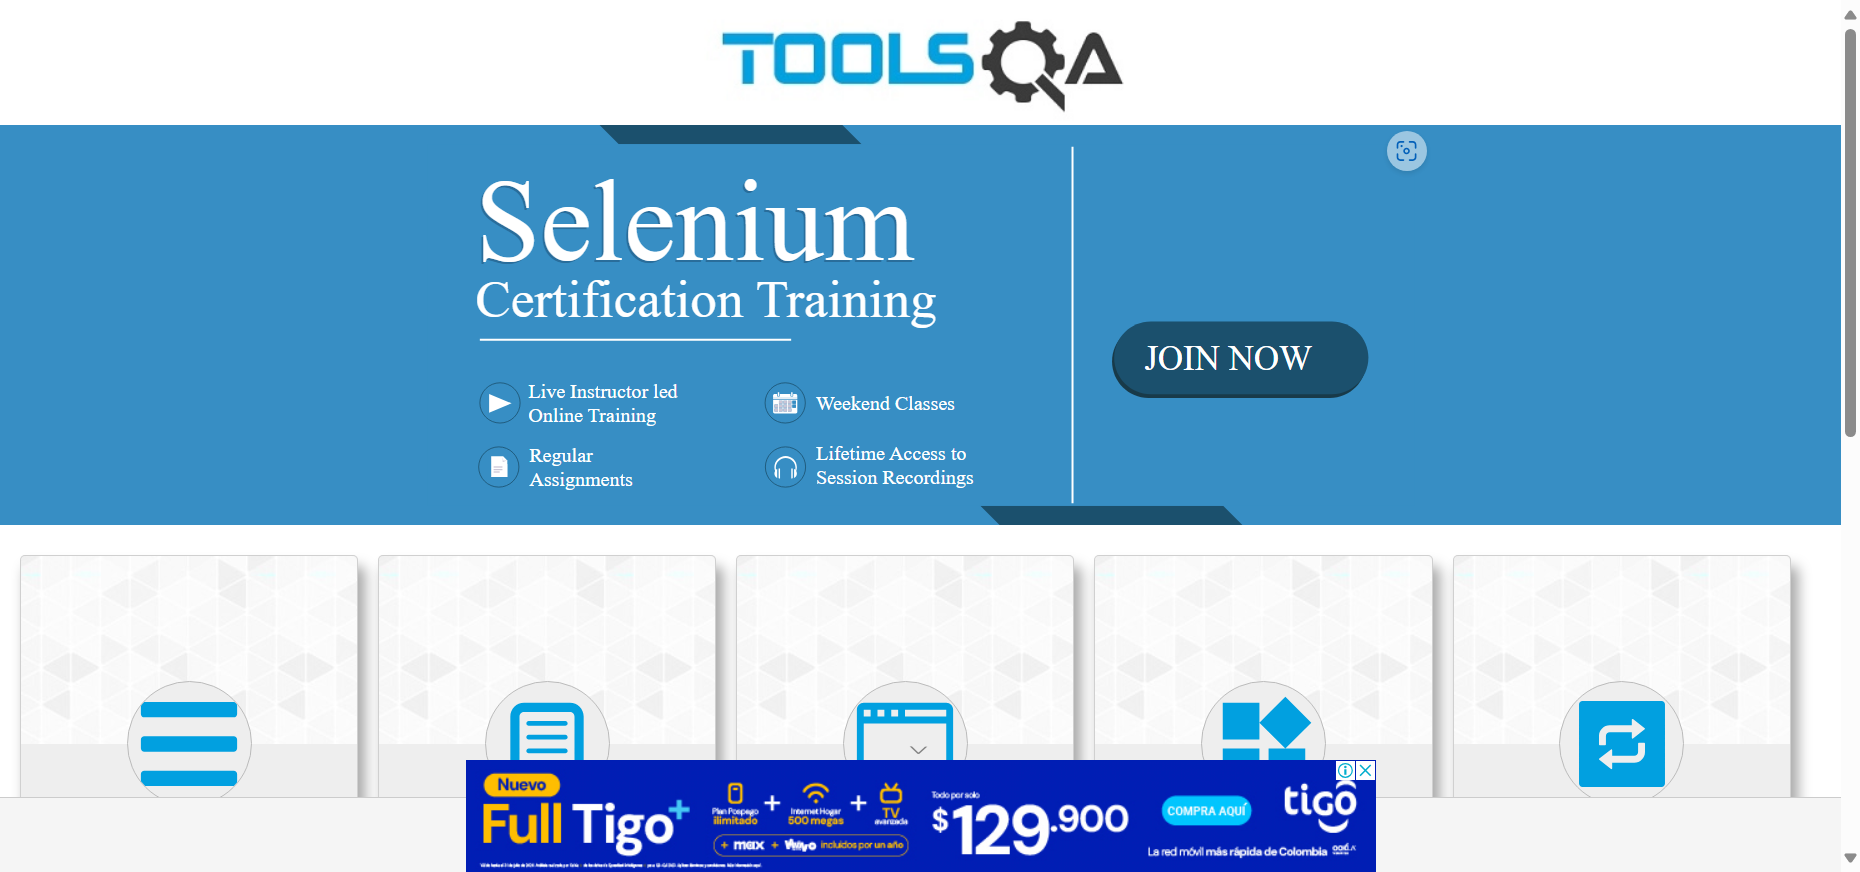 TOOLSQA
Selenium
Certification Training
JOIN NOW
Live Instructor led
Online Training
Weekend Classes
Regular
Assignments
Lifetime Access to
Session Recordings
Nuevo
Full Tigo+
Plan Pospago
ilimitado
+
Internet Hogar
500 megas
+
TV
avanzada
+ max + Vivo incluidos por un año
Todo por solo
$129.900
COMPRA AQUÍ
tigo
La red móvil más rápida de Colombia